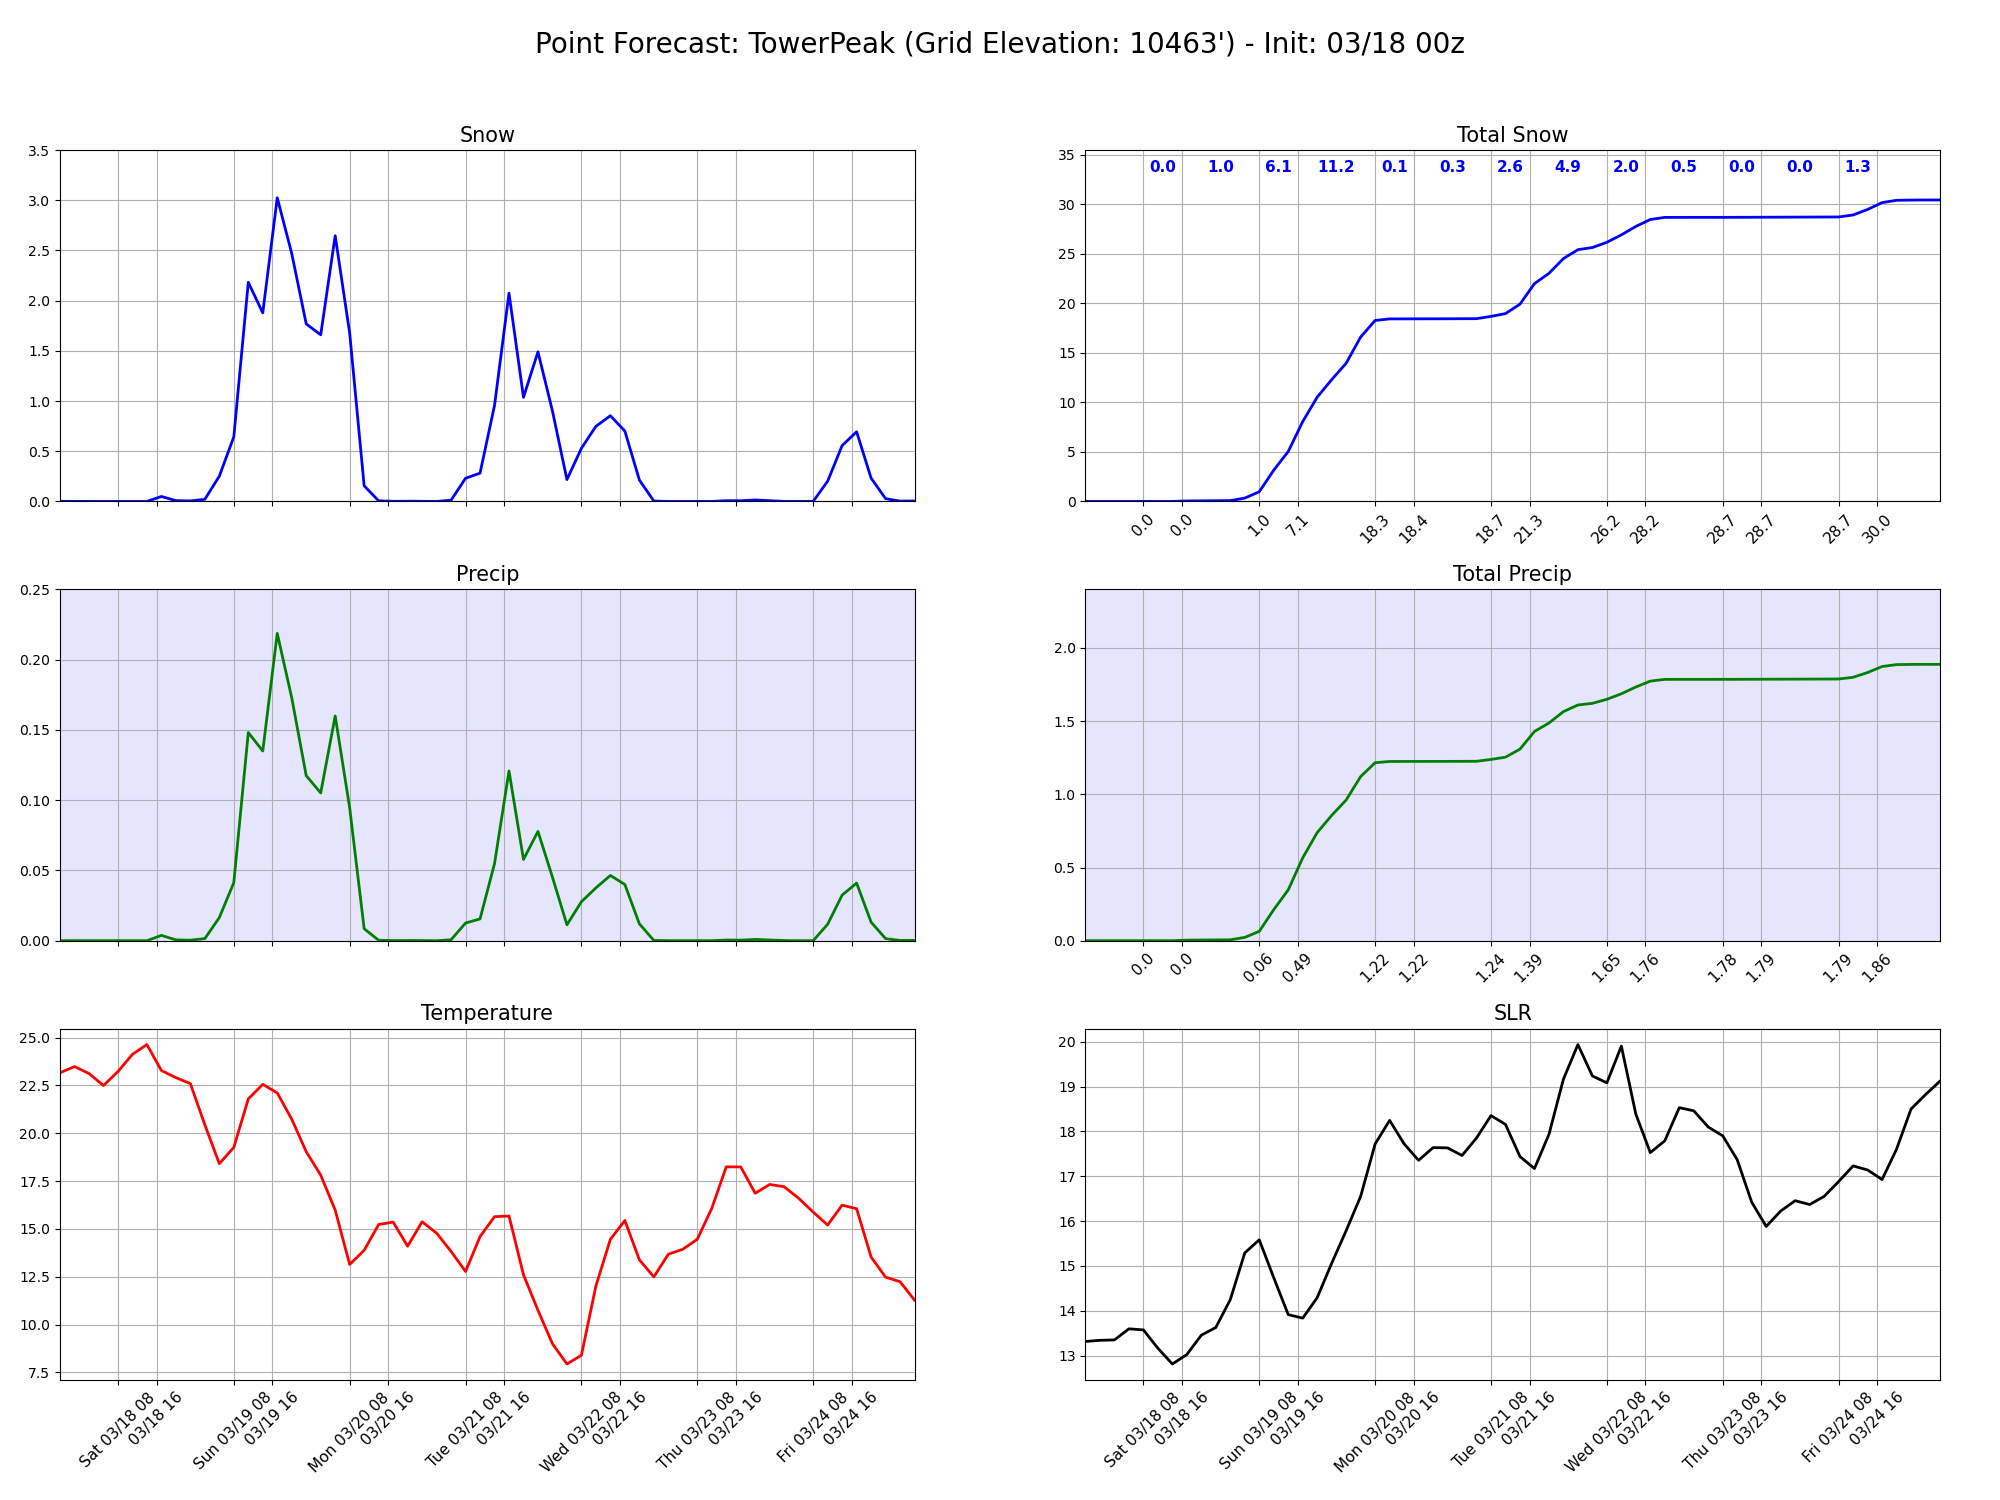 Point Forecast: TowerPeak (Grid Elevation: 10463') - Init: 03/18 00z
Snow
3.5
3.0
2.5
2.0
1.5
1.0
0.5
0.0
Total Snow
35
30
25
20
15
10
5
0
0.0 1.0 6.1 11.2 0.1 0.3 2.6 4.9 2.0 0.5 0.0 0.0 1.3
0.0 0.0 1.0 7.1 18.3 18.4 18.7 21.3 26.2 28.2 28.7 28.7 28.7 30.0
Precip
0.25
0.20
0.15
0.10
0.05
0.00
Total Precip
2.0
1.5
1.0
0.5
0.0
0.0 0.0 0.06 0.49 1.22 1.22 1.24 1.39 1.65 1.76 1.78 1.79 1.79 1.86
Temperature
25.0
22.5
20.0
17.5
15.0
12.5
10.0
7.5
Sat 03/18 08
03/18 16
Sun 03/19 08
03/19 16
Mon 03/20 08
03/20 16
Tue 03/21 08
03/21 16
Wed 03/22 08
03/22 16
Thu 03/23 08
03/23 16
Fri 03/24 08
03/24 16
SLR
20
19
18
17
16
15
14
13
Sat 03/18 08
03/18 16
Sun 03/19 08
03/19 16
Mon 03/20 08
03/20 16
Tue 03/21 08
03/21 16
Wed 03/22 08
03/22 16
Thu 03/23 08
03/23 16
Fri 03/24 08
03/24 16